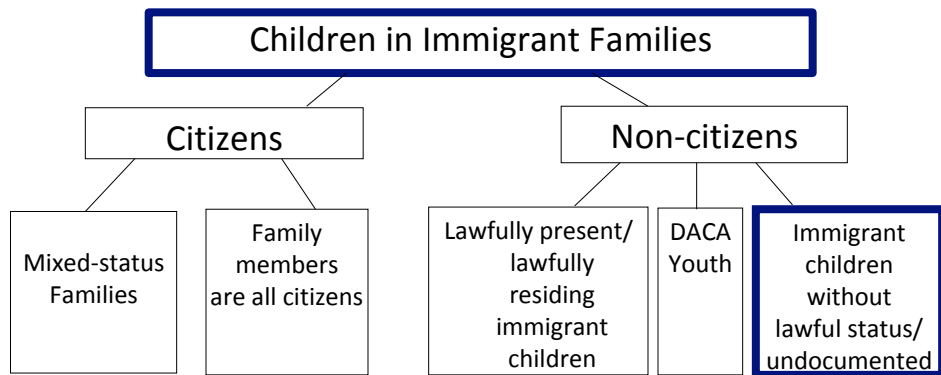 Children in Immigrant Families
Citizens
Non-citizens
Mixed-status
Families
Family
members
are all citizens
Lawfully present/
lawfully
residing
immigrant
children
DACA
Youth
Immigrant
children
without
lawful status/
undocumented